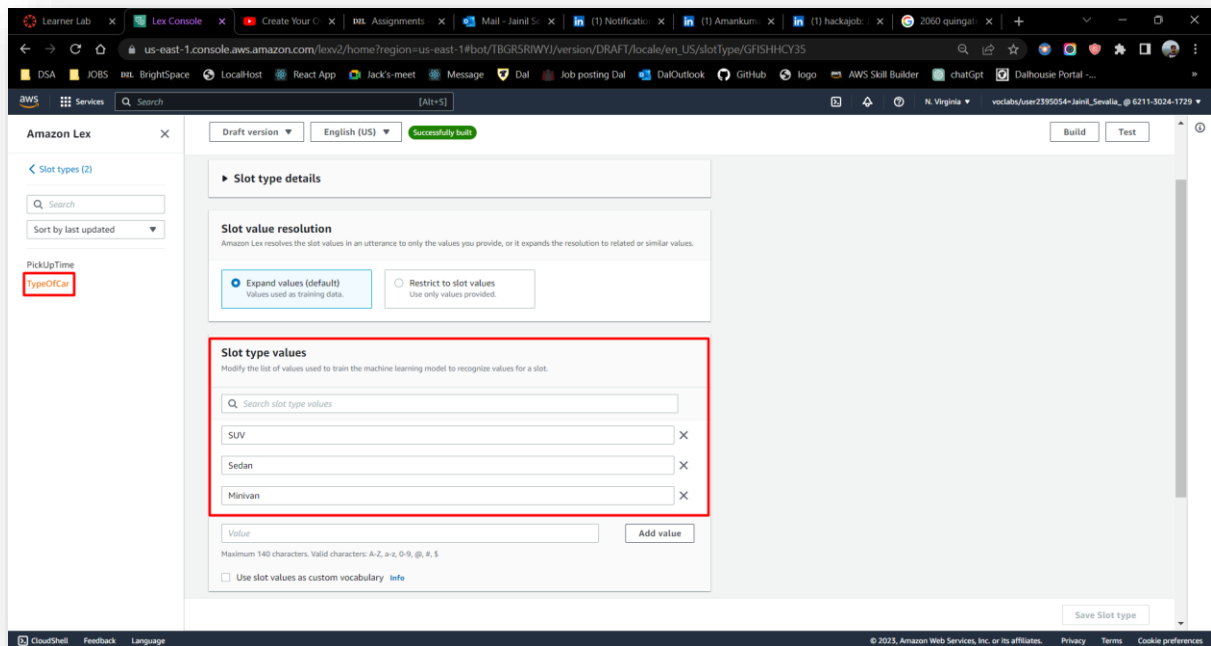 Learner Lab
Lex Console
Create Your O
Assignments
Mail - Jainil Se
(1) Notificatio
(1) Amankuma
(1) hackajob:
2060 quingate
us-east-1.console.aws.amazon.com/lexv2/home?region=us-east-1#bot/TBGR5RIWYJ/version/DRAFT/locale/en_US/slotType/GFISHHCY35
DSA
JOBS
BrightSpace
LocalHost
React App
Jack's-meet
Message
Dal
Job posting Dal
DalOutlook
GitHub
logo
AWS Skill Builder
chatGpt
Dalhousie Portal -...
aws
Services
Search
[Alt+S]
N. Virginia
voclabs/user2395054=Jainil_Sevalia_ @ 6211-3024-1729
Amazon Lex
Draft version
English (US)
Successfully built
Build
Test
Slot types (2)
Search
Sort by last updated
PickUpTime
TypeOfCar
Slot type details
Slot value resolution
Amazon Lex resolves the slot values in an utterance to only the values you provide, or it expands the resolution to related or similar values.
Expand values (default)
Values used as training data.
Restrict to slot values
Use only values provided.
Slot type values
Modify the list of values used to train the machine learning model to recognize values for a slot.
Search slot type values
SUV
Sedan
Minivan
Value
Add value
Maximum 140 characters. Valid characters: A-Z, a-z, 0-9, @, #, $
Use slot values as custom vocabulary Info
Save Slot type
CloudShell
Feedback
Language
© 2023, Amazon Web Services, Inc. or its affiliates.
Privacy
Terms
Cookie preferences